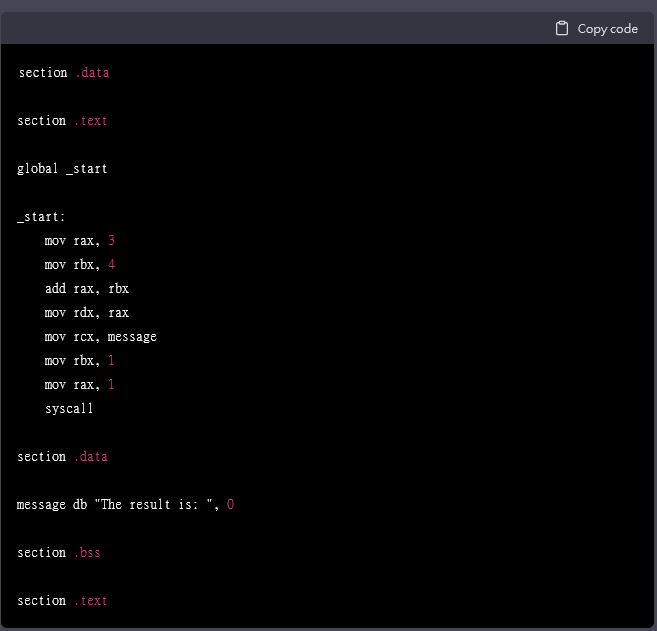 Copy code
section .data
section .text
global _start
_start:
mov rax, 3
mov rbx, 4
add rax, rbx
mov rdx, rax
mov rcx, message
mov rbx, 1
mov rax, 1
syscall
section .data
message db "The result is: ", 0
section .bss
section .text